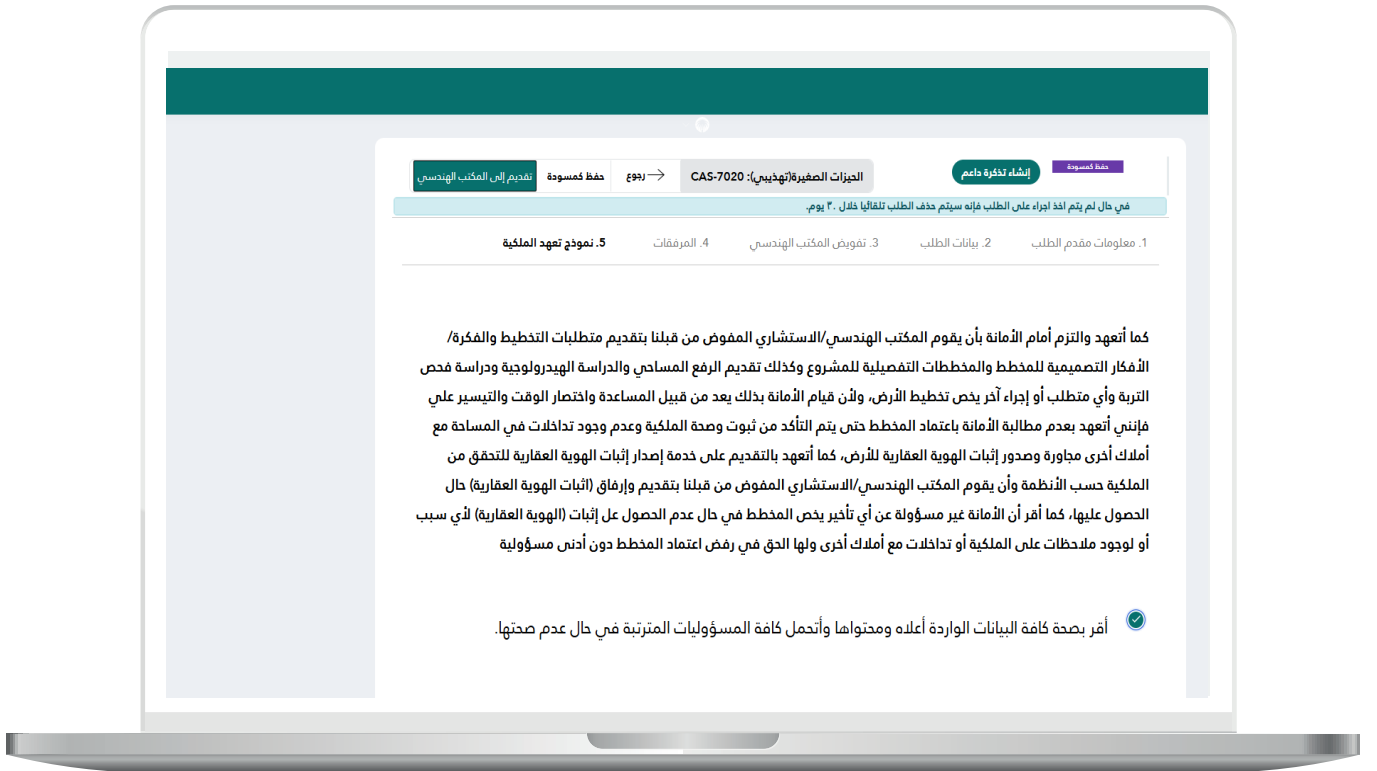 حفظ كمسودة
إنشاء تذكرة داعم
الحيزات الصغيرة(تهذيبي): CAS-7020
رجوع
حفظ كمسودة
تقديم إلى المكتب الهندسي
في حال لم يتم اخذ اجراء على الطلب فإنه سيتم حذف الطلب تلقائيا خلال ٣٠ يوم.
1. معلومات مقدم الطلب
2. بيانات الطلب
3. تفويض المكتب الهندسي
4. المرفقات
5. نموذج تعهد الملكية
كما أتعهد والتزم أمام الأمانة بأن يقوم المكتب الهندسي/الاستشاري المفوض من قبلنا بتقديم متطلبات التخطيط والفكرة/
الأفكار التصميمية للمخطط والمخططات التفصيلية للمشروع وكذلك تقديم الرفع المساحي والدراسة الهيدرولوجية ودراسة فحص
التربة وأي متطلب أو إجراء آخر يخص تخطيط الأرض، ولأن قيام الأمانة بذلك يعد من قبيل المساعدة واختصار الوقت والتيسير علي
فإنني أتعهد بعدم مطالبة الأمانة باعتماد المخطط حتى يتم التأكد من ثبوت وصحة الملكية وعدم وجود تداخلات في المساحة مع
أملاك أخرى مجاورة وصدور إثبات الهوية العقارية للأرض، كما أتعهد بالتقديم على خدمة إصدار إثبات الهوية العقارية للتحقق من
الملكية حسب الأنظمة وأن يقوم المكتب الهندسي/الاستشاري المفوض من قبلنا بتقديم وإرفاق (اثبات الهوية العقارية) حال
الحصول عليها، كما أقر أن الأمانة غير مسؤولة عن أي تأخير يخص المخطط في حال عدم الحصول عل إثبات (الهوية العقارية) لأي سبب
أو لوجود ملاحظات على الملكية أو تداخلات مع أملاك أخرى ولها الحق في رفض اعتماد المخطط دون أدنى مسؤولية
أقر بصحة كافة البيانات الواردة أعلاه ومحتواها وأتحمل كافة المسؤوليات المترتبة في حال عدم صحتها.